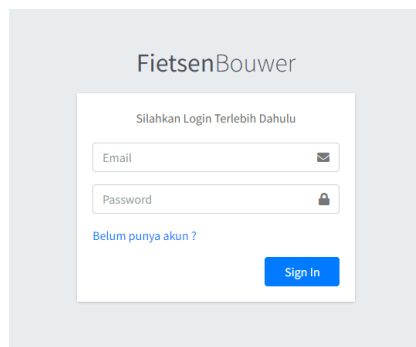 FietsenBouwer
Silahkan Login Terlebih Dahulu
Email
Password
Belum punya akun ?
Sign In